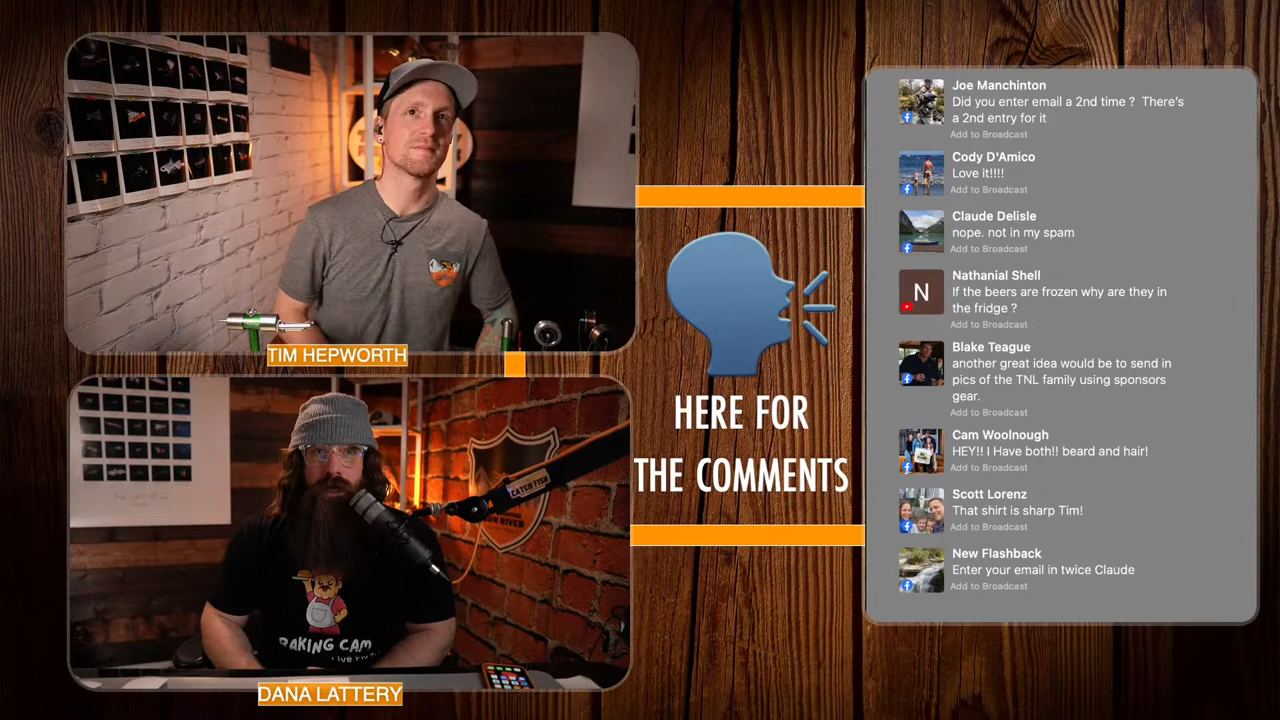 TIM HEPWORTH
CATCH FISH
BAKING CAM
DANA LATTERY
HERE FOR
THE COMMENTS
Joe Manchinton
Did you enter email a 2nd time ? There's
a 2nd entry for it
Add to Broadcast
Cody D'Amico
Love it!!!!
Add to Broadcast
Claude Delisle
nope. not in my spam
Add to Broadcast
N
Nathanial Shell
If the beers are frozen why are they in
the fridge ?
Add to Broadcast
Blake Teague
another great idea would be to send in
pics of the TNL family using sponsors
gear.
Add to Broadcast
Cam Woolnough
HEY!! I Have both!! beard and hair!
Add to Broadcast
Scott Lorenz
That shirt is sharp Tim!
Add to Broadcast
New Flashback
Enter your email in twice Claude
Add to Broadcast